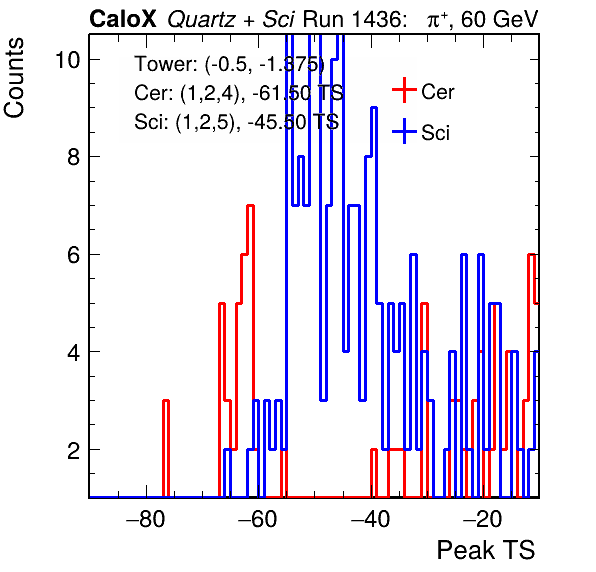 CaloX Quartz + Sci Run 1436: π⁺, 60 GeV
Counts
Tower: (-0.5, -1.375)
Cer: (1,2,4), -61.50 TS
Sci: (1,2,5), -45.50 TS
Cer
Sci
10
8
6
4
2
−80 −60 −40 −20
Peak TS